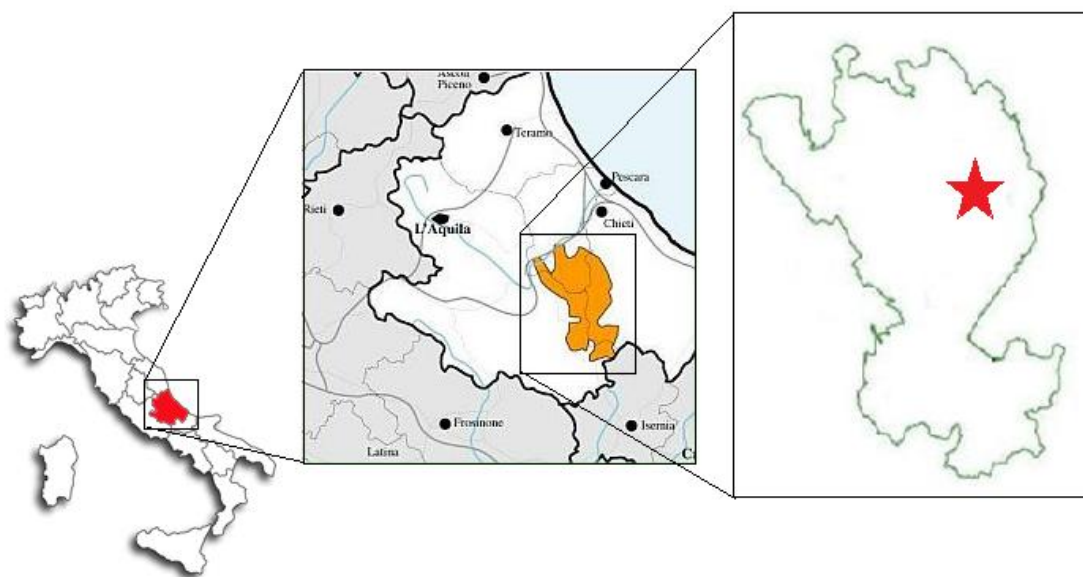 Ascoli
Piceno
Teramo
Pescara
Rieti
Chieti
L'Aquila
Frosinone
Isernia
Latina
C